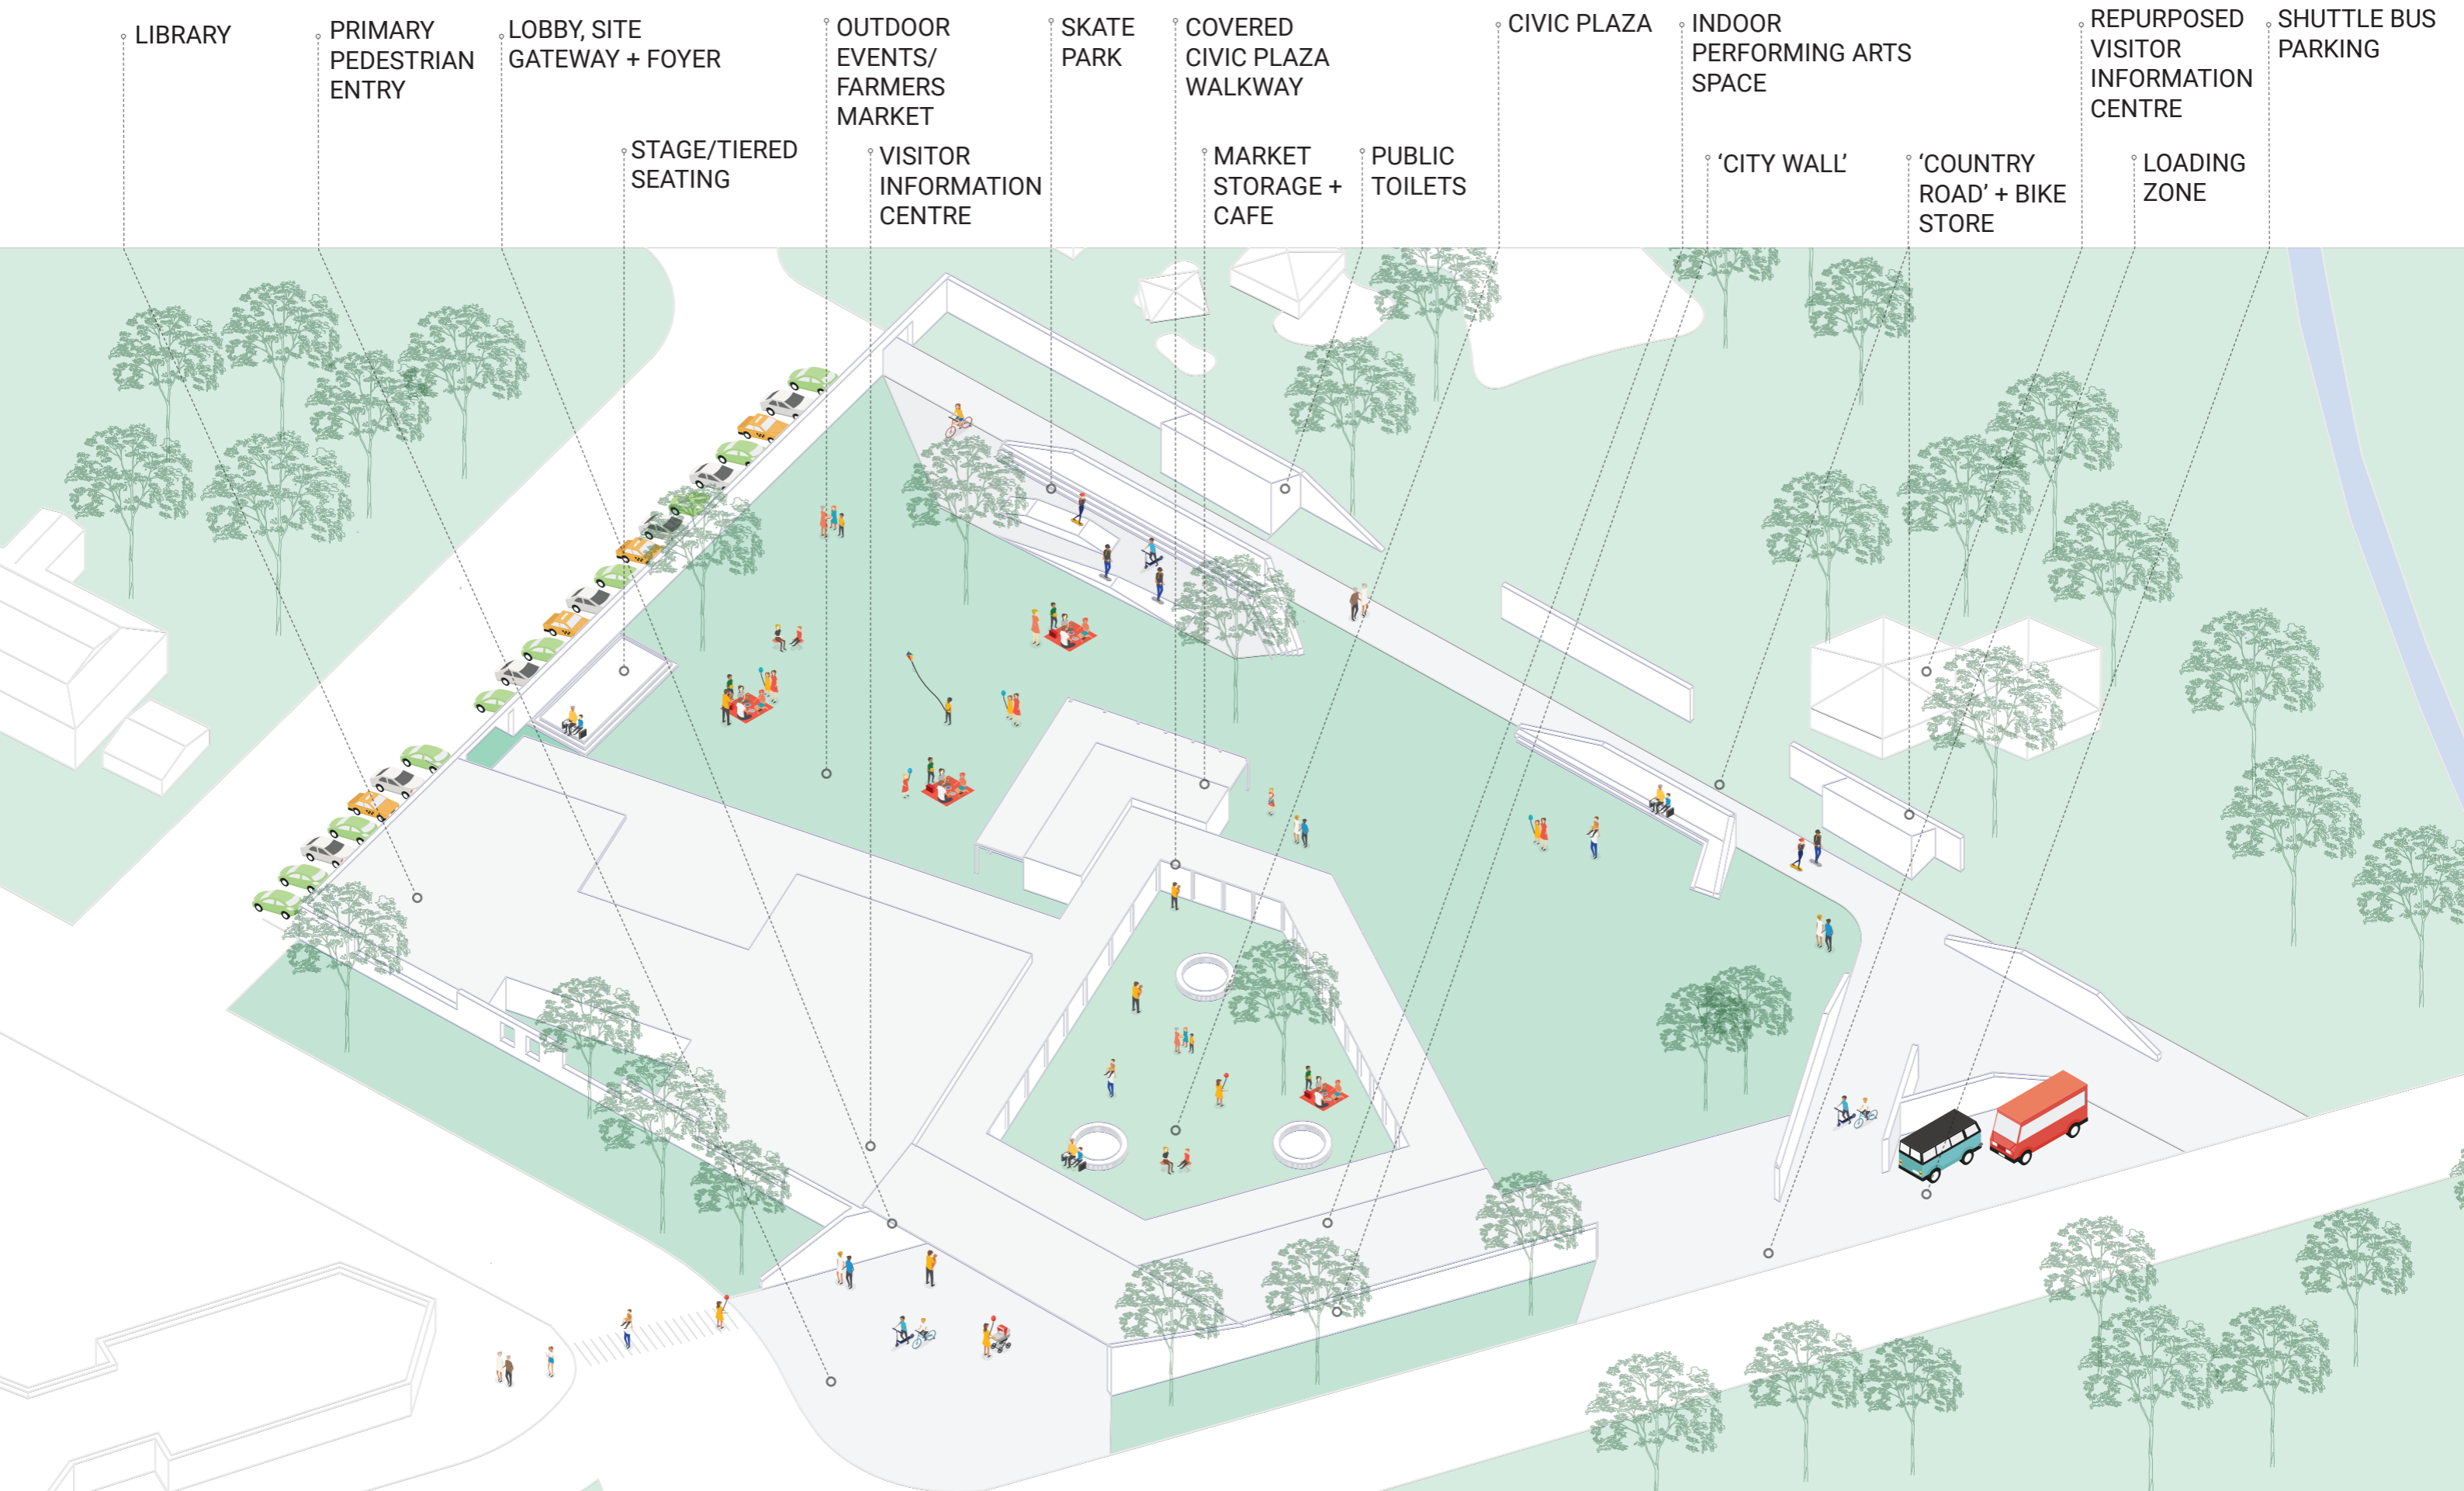 LIBRARY
PRIMARY
PEDESTRIAN
ENTRY
LOBBY, SITE
GATEWAY + FOYER
STAGE/TIERED
SEATING
OUTDOOR
EVENTS/
FARMERS
MARKET
VISITOR
INFORMATION
CENTRE
SKATE
PARK
COVERED
CIVIC PLAZA
WALKWAY
MARKET
STORAGE +
CAFE
PUBLIC
TOILETS
CIVIC PLAZA
INDOOR
PERFORMING ARTS
SPACE
‘CITY WALL’
‘COUNTRY
ROAD’ + BIKE
STORE
REPURPOSED
VISITOR
INFORMATION
CENTRE
LOADING
ZONE
SHUTTLE BUS
PARKING